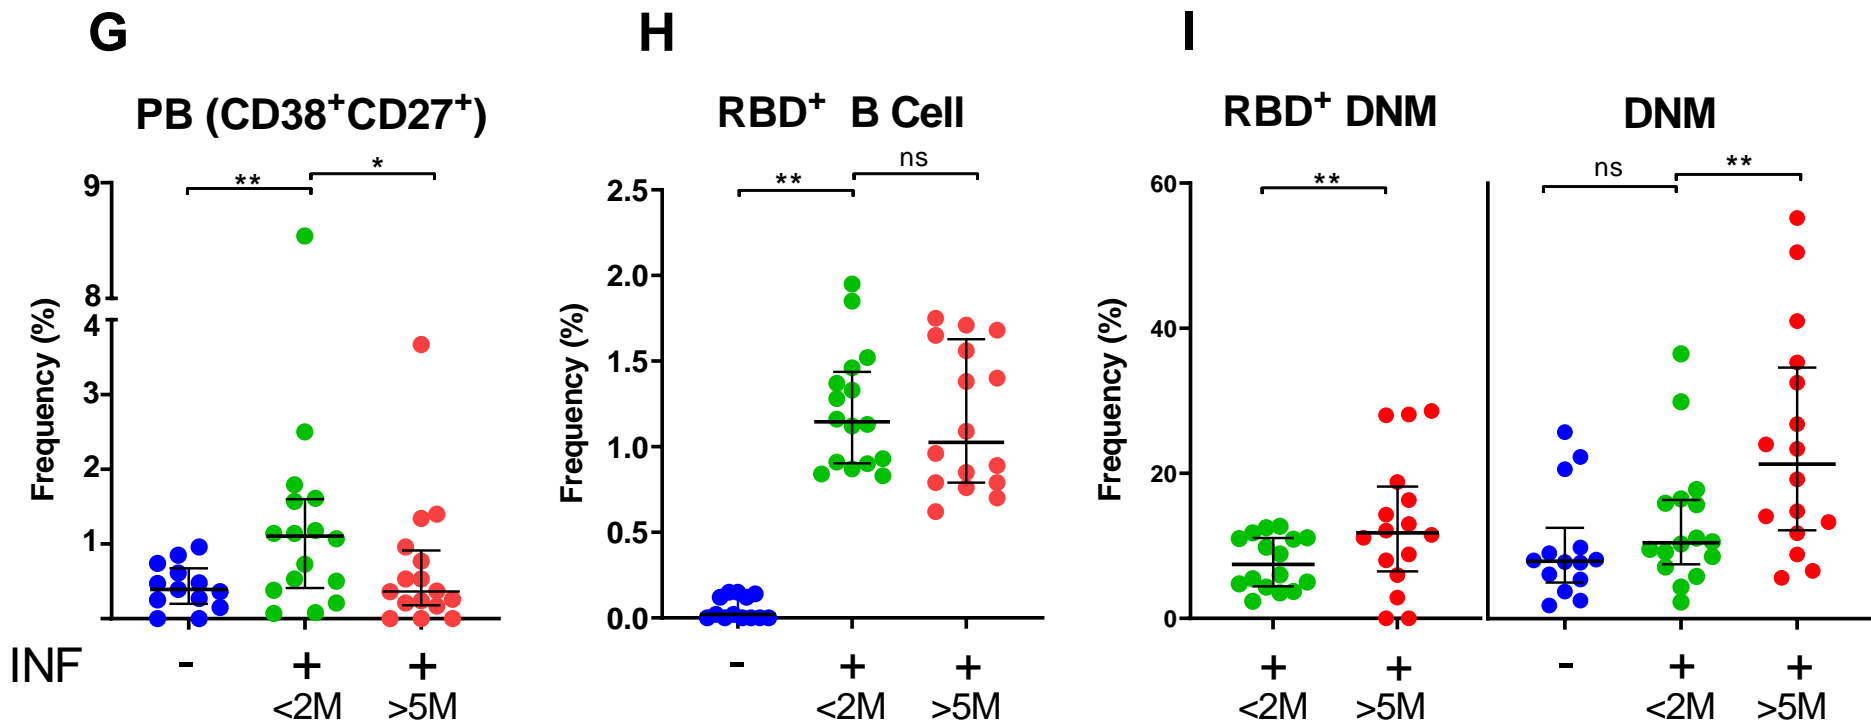 G
H
I
PB (CD38+CD27+)
RBD+ B Cell
RBD+ DNM
DNM
** *
** ns
**
ns **
Frequency (%)
9
8
4
3
2
1
Frequency (%)
2.5
2.0
1.5
1.0
0.5
0.0
Frequency (%)
60
40
20
0
INF - + +
<2M >5M
- + +
<2M >5M
+ +
<2M >5M
- + +
<2M >5M